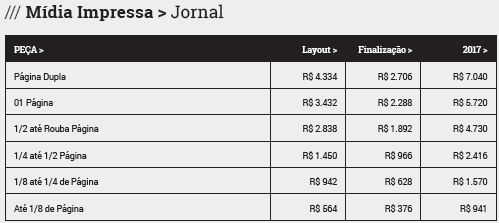 /// Mídia Impressa > Jornal
PEÇA > Layout > Finalização > 2017 >
Página Dupla R$ 4.334 R$ 2.706 R$ 7.040
01 Página R$ 3.432 R$ 2.288 R$ 5.720
1/2 até Rouba Página R$ 2.838 R$ 1.892 R$ 4.730
1/4 até 1/2 Página R$ 1.450 R$ 966 R$ 2.416
1/8 até 1/4 de Página R$ 942 R$ 628 R$ 1.570
Até 1/8 de Página R$ 564 R$ 376 R$ 941